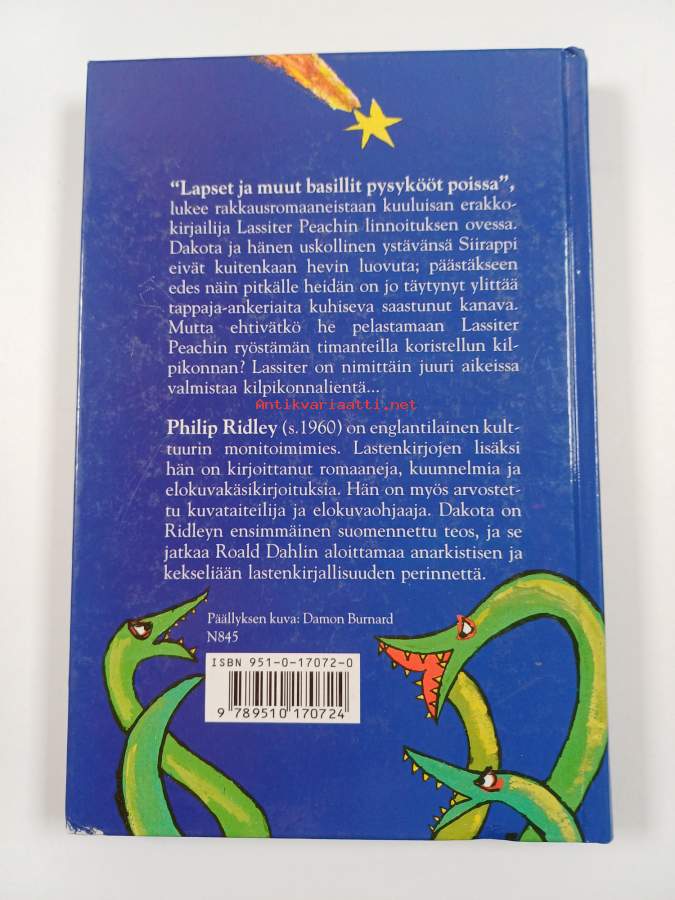 “Lapset ja muut basillit pysykööt poissa”,
lukee rakkausromaaneistaan kuuluisan erakko-
kirjailija Lassiter Peachin linnoituksen ovessa.
Dakota ja hänen uskollinen ystävänsä Siirappi
eivät kuitenkaan hevin luovuta; päästäkseen
edes näin pitkälle heidän on jo täytynyt ylittää
tappaja-ankeriaita kuhiseva saastunut kanava.
Mutta ehtivätkö he pelastamaan Lassiter
Peachin ryöstämän timanteilla koristellun kil-
pikonnan? Lassiter on nimittäin juuri aikeissa
valmistaa kilpikonnalientä...
Antikvariaatti.net
Philip Ridley (s.1960) on englantilainen kult-
tuurin monitoimimies. Lastenkirjojen lisäksi
hän on kirjoittanut romaaneja, kuunnelmia ja
elokuvakäsikirjoituksia. Hän on myös arvostet-
tu kuvataiteilija ja elokuvaohjaaja. Dakota on
Ridleyn ensimmäinen suomennettu teos, ja se
jatkaa Roald Dahlin aloittamaa anarkistisen ja
kekseliään lastenkirjallisuuden perinnettä.
Päällyksen kuva: Damon Burnard
N845
ISBN 951-0-17072-0
9 789510 170724